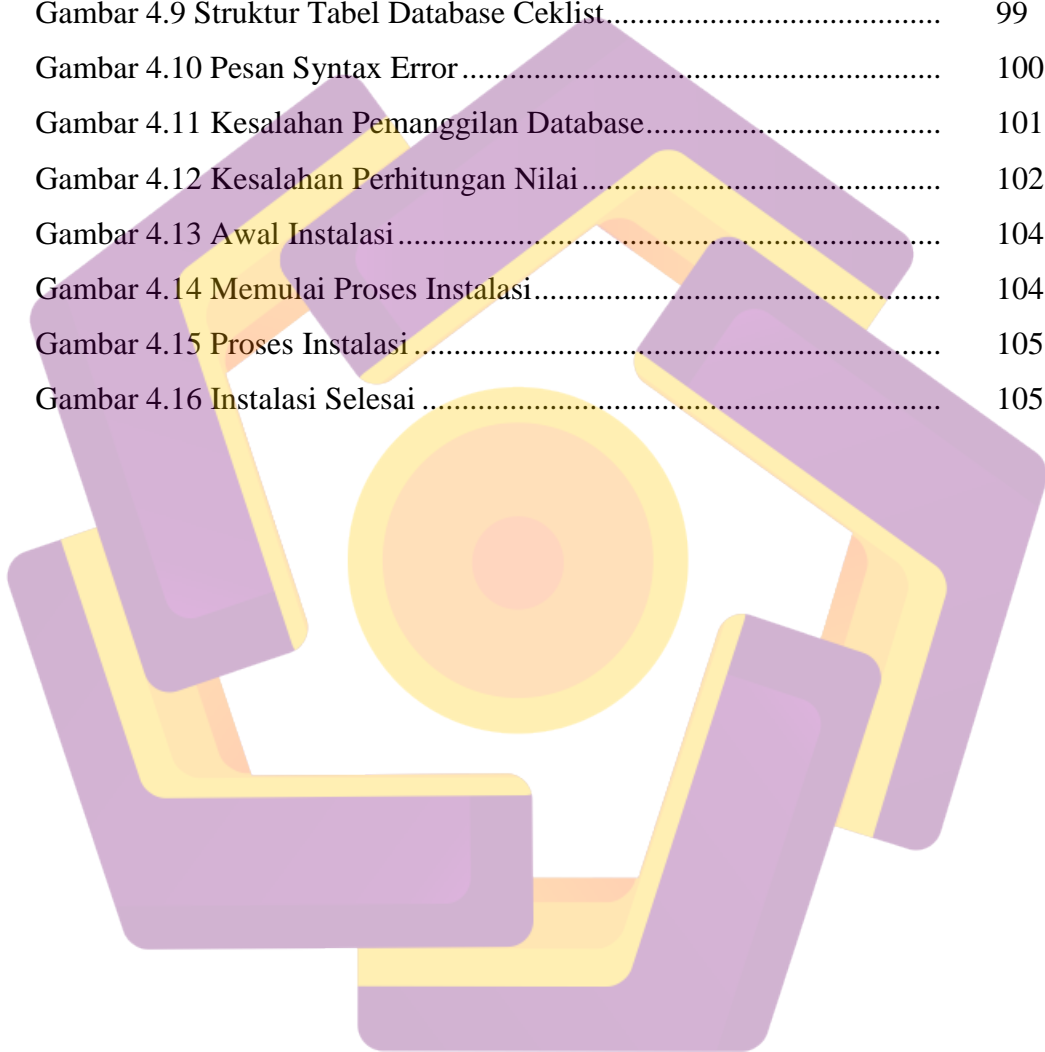 Gambar 4.9 Struktur Tabel Database Ceklist......................................... 99
Gambar 4.10 Pesan Syntax Error.......................................................... 100
Gambar 4.11 Kesalahan Pemanggilan Database.................................... 101
Gambar 4.12 Kesalahan Perhitungan Nilai............................................ 102
Gambar 4.13 Awal Instalasi.................................................................. 104
Gambar 4.14 Memulai Proses Instalasi.................................................. 104
Gambar 4.15 Proses Instalasi................................................................ 105
Gambar 4.16 Instalasi Selesai............................................................... 105